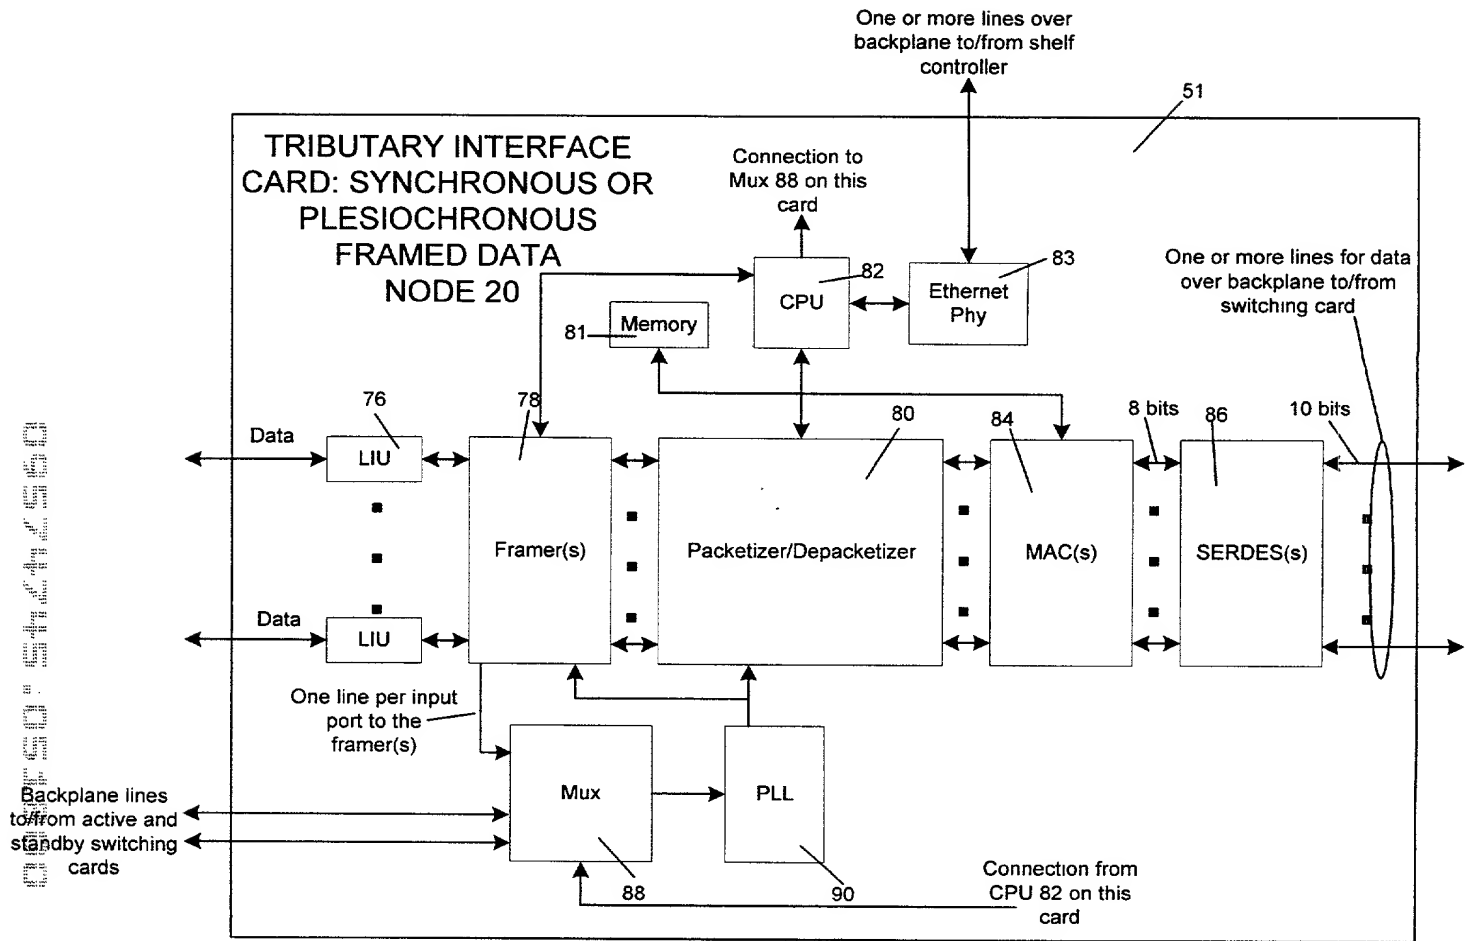 One or more lines over
backplane to/from shelf
controller
51
TRIBUTARY INTERFACE
CARD: SYNCHRONOUS OR
PLESIOCHRONOUS
FRAMED DATA
NODE 20
Connection to
Mux 88 on this
card
82
CPU
83
Ethernet
Phy
One or more lines for data
over backplane to/from
switching card
81
Memory
76
78
80
84
8 bits
86
10 bits
Data
LIU
Framer(s)
Packetizer/Depacketizer
MAC(s)
SERDES(s)
Data
LIU
One line per input
port to the
framer(s)
Mux
PLL
Backplane lines
to/from active and
standby switching
cards
88
90
Connection from
CPU 82 on this
card